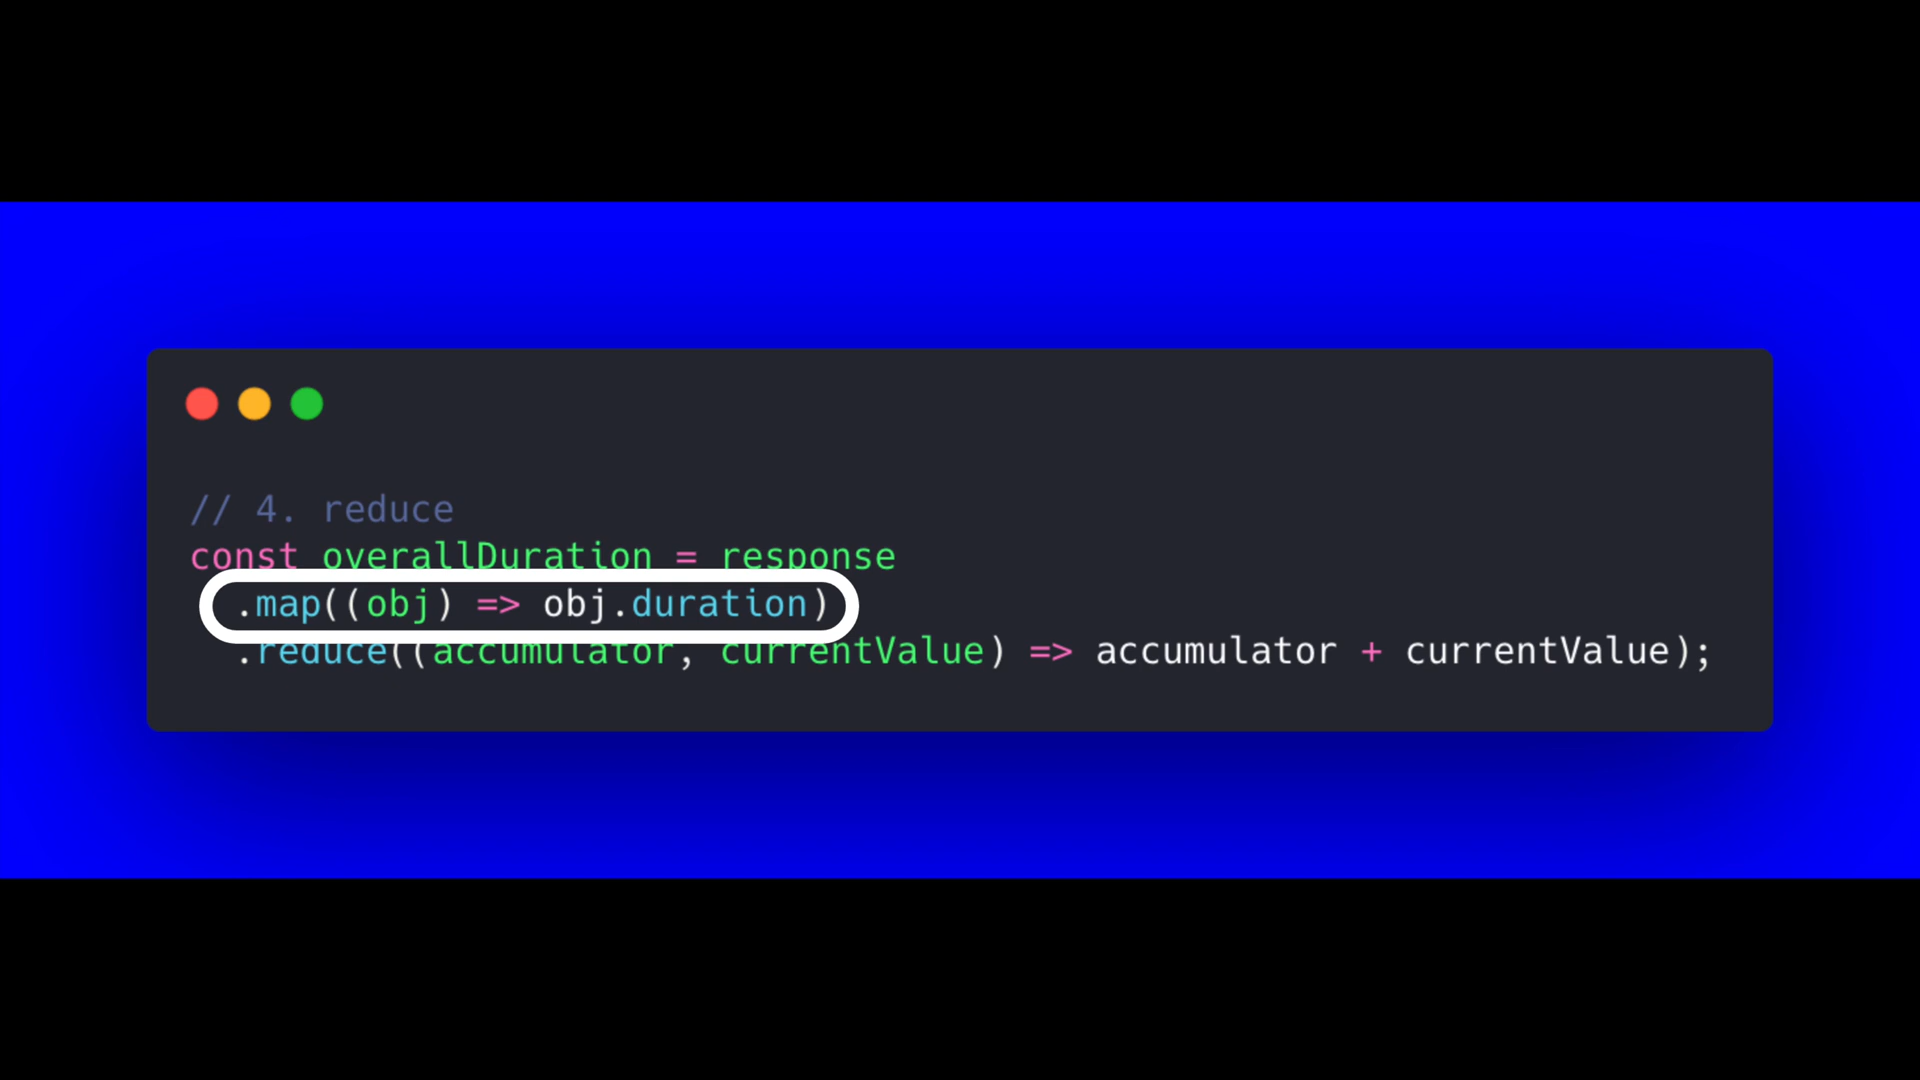 // 4. reduce
const overallDuration = response
.map((obj) => obj.duration)
.reduce((accumulator, currentValue) => accumulator + currentValue);